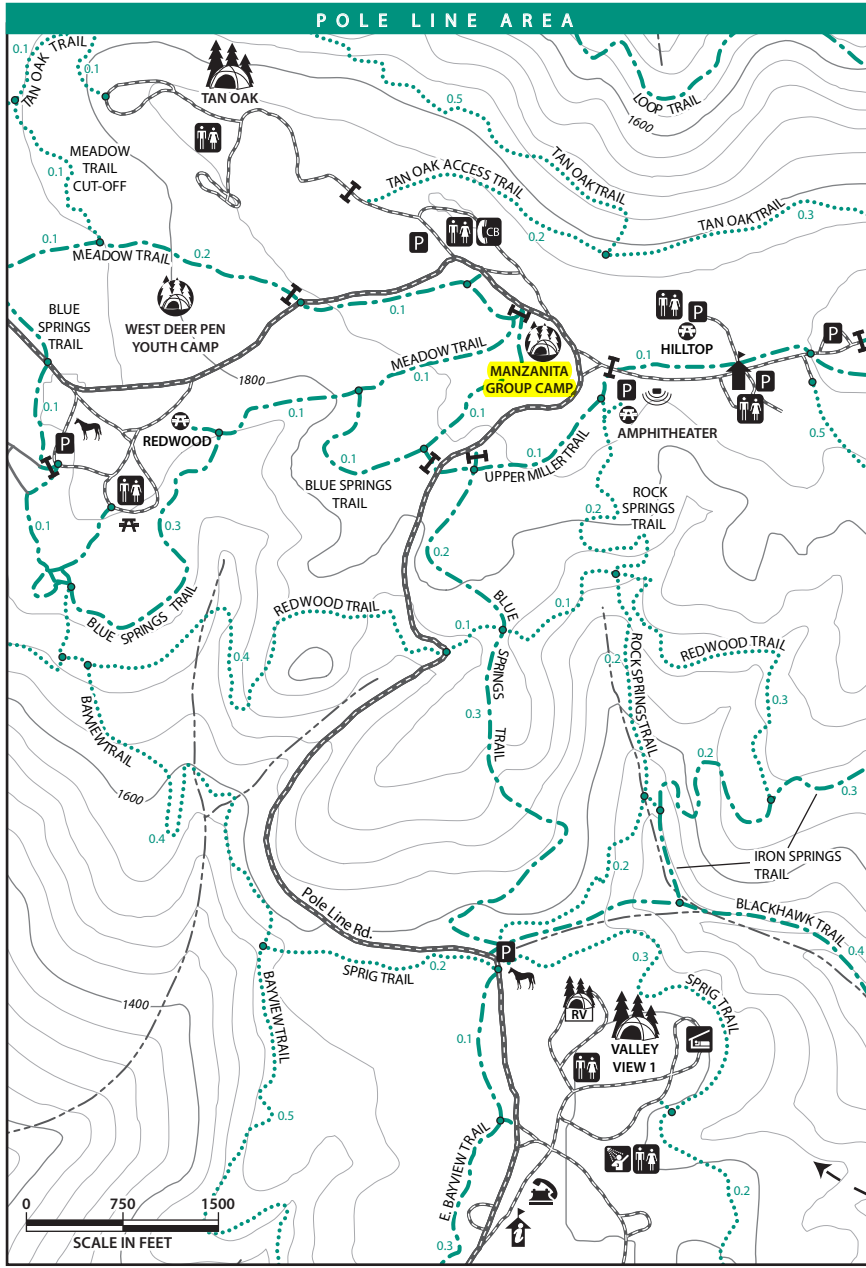 POLE LINE AREA
0.1
TAN OAK TRAIL
0.1
TAN OAK
LOOP TRAIL
1600
0.5
MEADOW
TRAIL
CUT-OFF
0.1
TAN OAK ACCESS TRAIL
TAN OAK TRAIL
0.2
TAN OAK TRAIL
0.3
P
CB
0.1
MEADOW TRAIL
0.2
WEST DEER PEN
YOUTH CAMP
BLUE
SPRINGS
TRAIL
0.1
P
HILLTOP
P
MEADOW TRAIL
MANZANITA
GROUP CAMP
0.1
1800
0.1
P
P
AMPHITHEATER
0.1
P
REDWOOD
0.1
0.1
0.1
UPPER MILLER TRAIL
0.1
0.5
BLUE SPRINGS
TRAIL
ROCK
SPRINGS
TRAIL
0.1
0.3
0.2
0.2
BLUE SPRINGS TRAIL
REDWOOD TRAIL
0.1
BLUE
SPRINGS
TRAIL
0.1
0.4
0.2
ROCK SPRINGS TRAIL
REDWOOD TRAIL
BAYVIEW TRAIL
0.3
0.3
0.2
0.3
1600
0.4
0.2
IRON SPRINGS
TRAIL
Pole Line Rd.
BLACKHAWK TRAIL
P
0.4
SPRIG TRAIL
0.2
0.3
BAYVIEW TRAIL
SPRIG TRAIL
1400
RV
0.1
VALLEY
VIEW 1
0.5
E. BAYVIEW TRAIL
0.2
0
750
1500
SCALE IN FEET
i
0.3